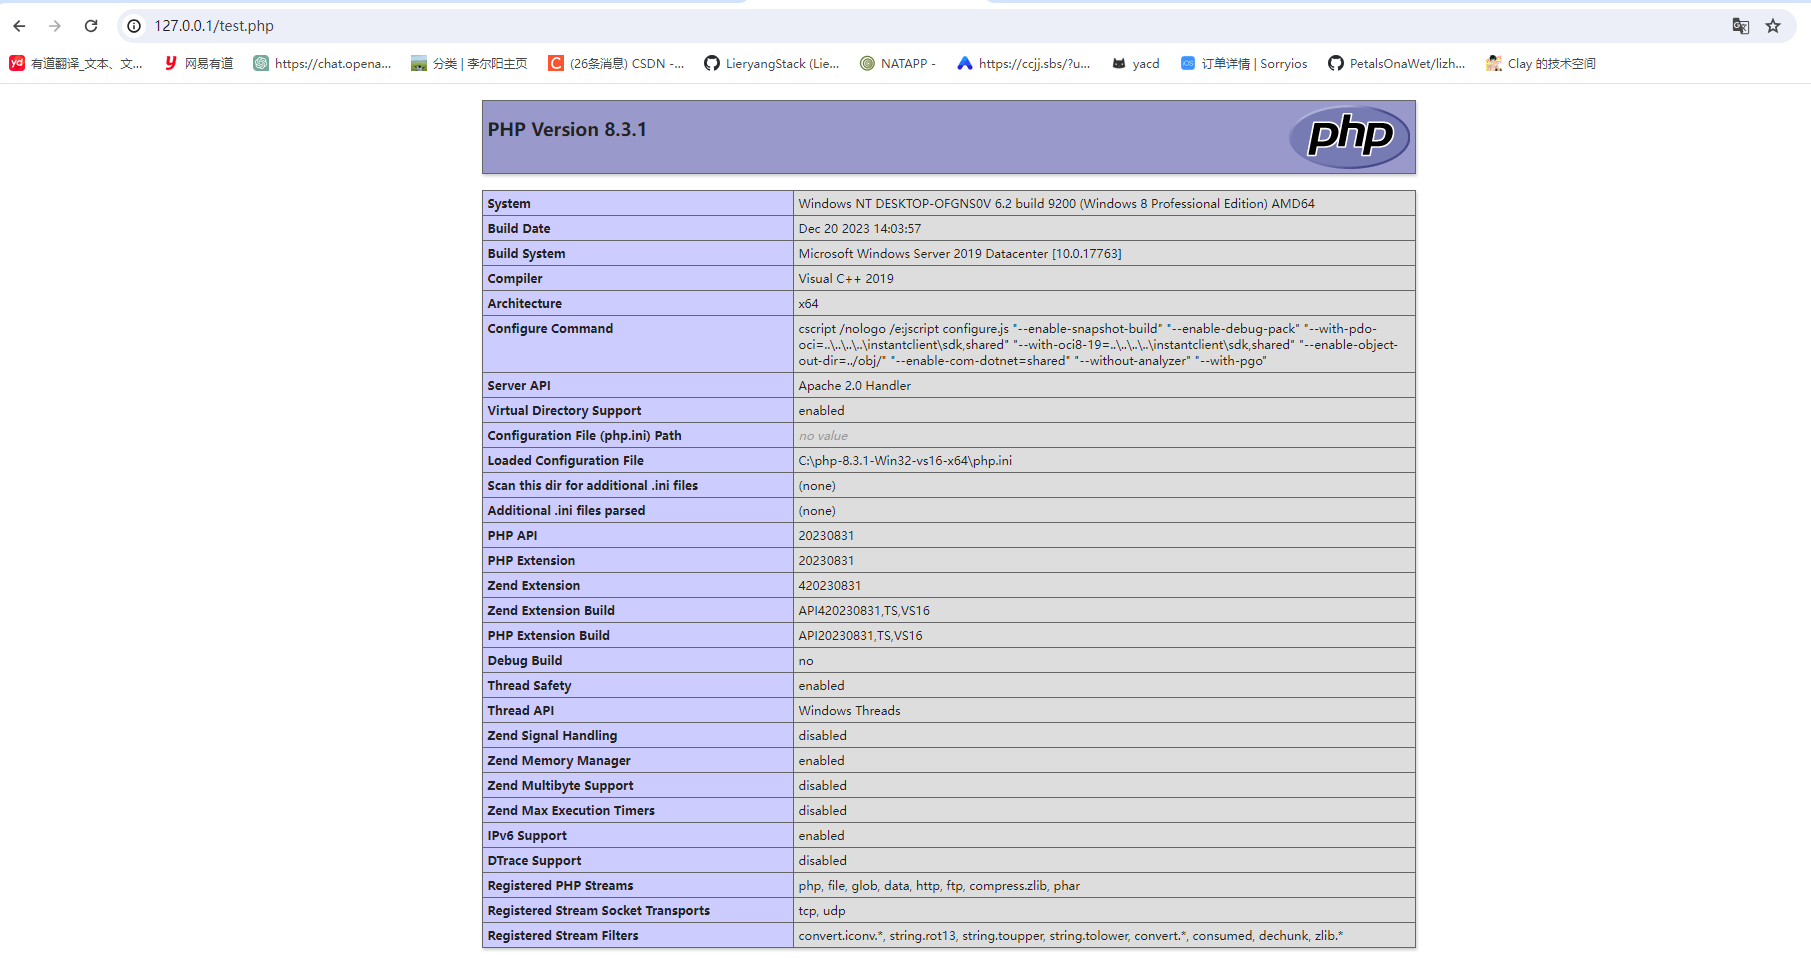 127.0.0.1/test.php
yd 有道翻译_文本、文... y 网易有道 https://chat.opena... 分类 | 李尔阳主页 C (26条消息) CSDN -... LieryangStack (Lie... NATAPP - https://ccjj.sbs/?u... yacd iOS 订单详情 | Sorryios PetalsOnaWet/lizh... Clay 的技术空间
PHP Version 8.3.1 php
System Windows NT DESKTOP-OFGNS0V 6.2 build 9200 (Windows 8 Professional Edition) AMD64
Build Date Dec 20 2023 14:03:57
Build System Microsoft Windows Server 2019 Datacenter [10.0.17763]
Compiler Visual C++ 2019
Architecture x64
Configure Command cscript /nologo /e:jscript configure.js "--enable-snapshot-build" "--enable-debug-pack" "--with-pdo-
oci=..\..\..\..\instantclient\sdk,shared" "--with-oci8-19=..\..\..\..\instantclient\sdk,shared" "--enable-object-
out-dir=../obj/" "--enable-com-dotnet=shared" "--without-analyzer" "--with-pgo"
Server API Apache 2.0 Handler
Virtual Directory Support enabled
Configuration File (php.ini) Path no value
Loaded Configuration File C:\php-8.3.1-Win32-vs16-x64\php.ini
Scan this dir for additional .ini files (none)
Additional .ini files parsed (none)
PHP API 20230831
PHP Extension 20230831
Zend Extension 420230831
Zend Extension Build API420230831,TS,VS16
PHP Extension Build API20230831,TS,VS16
Debug Build no
Thread Safety enabled
Thread API Windows Threads
Zend Signal Handling disabled
Zend Memory Manager enabled
Zend Multibyte Support disabled
Zend Max Execution Timers disabled
IPv6 Support enabled
DTrace Support disabled
Registered PHP Streams php, file, glob, data, http, ftp, compress.zlib, phar
Registered Stream Socket Transports tcp, udp
Registered Stream Filters convert.iconv.*, string.rot13, string.toupper, string.tolower, convert.*, consumed, dechunk, zlib.*